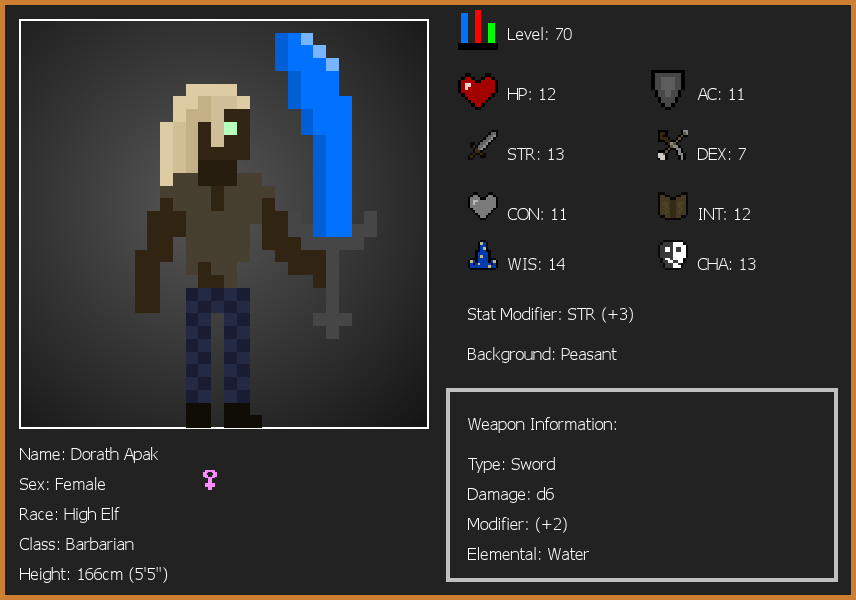 Level: 70
HP: 12
AC: 11
STR: 13
DEX: 7
CON: 11
INT: 12
WIS: 14
CHA: 13
Stat Modifier: STR (+3)
Background: Peasant
Weapon Information:
Type: Sword
Damage: d6
Modifier: (+2)
Elemental: Water
Name: Dorath Apak
Sex: Female
Race: High Elf
Class: Barbarian
Height: 166cm (5'5")